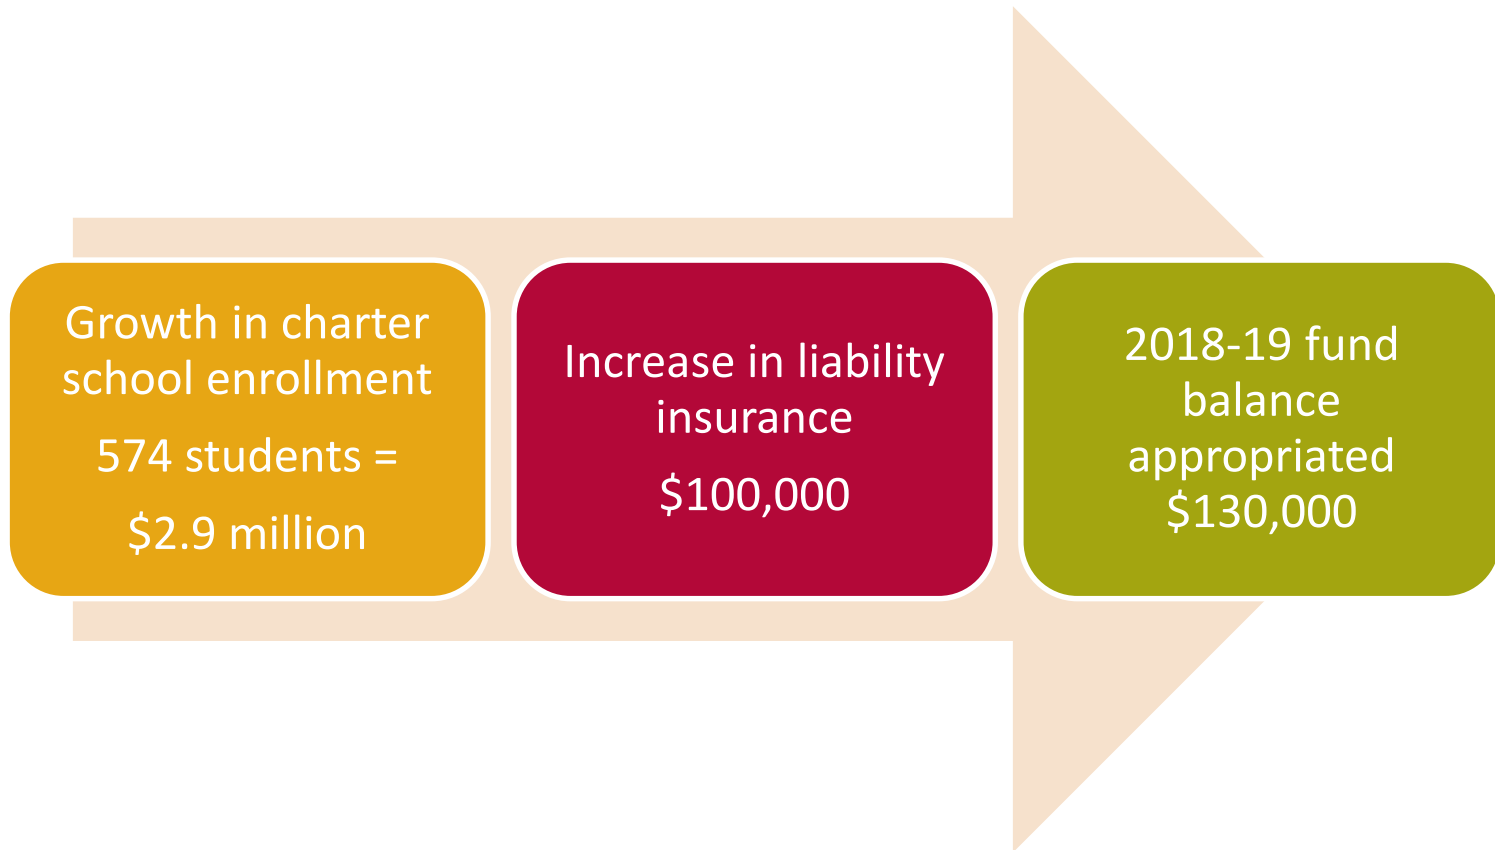 Growth in charter
school enrollment
574 students =
$2.9 million
Increase in liability
insurance
$100,000
2018-19 fund
balance
appropriated
$130,000